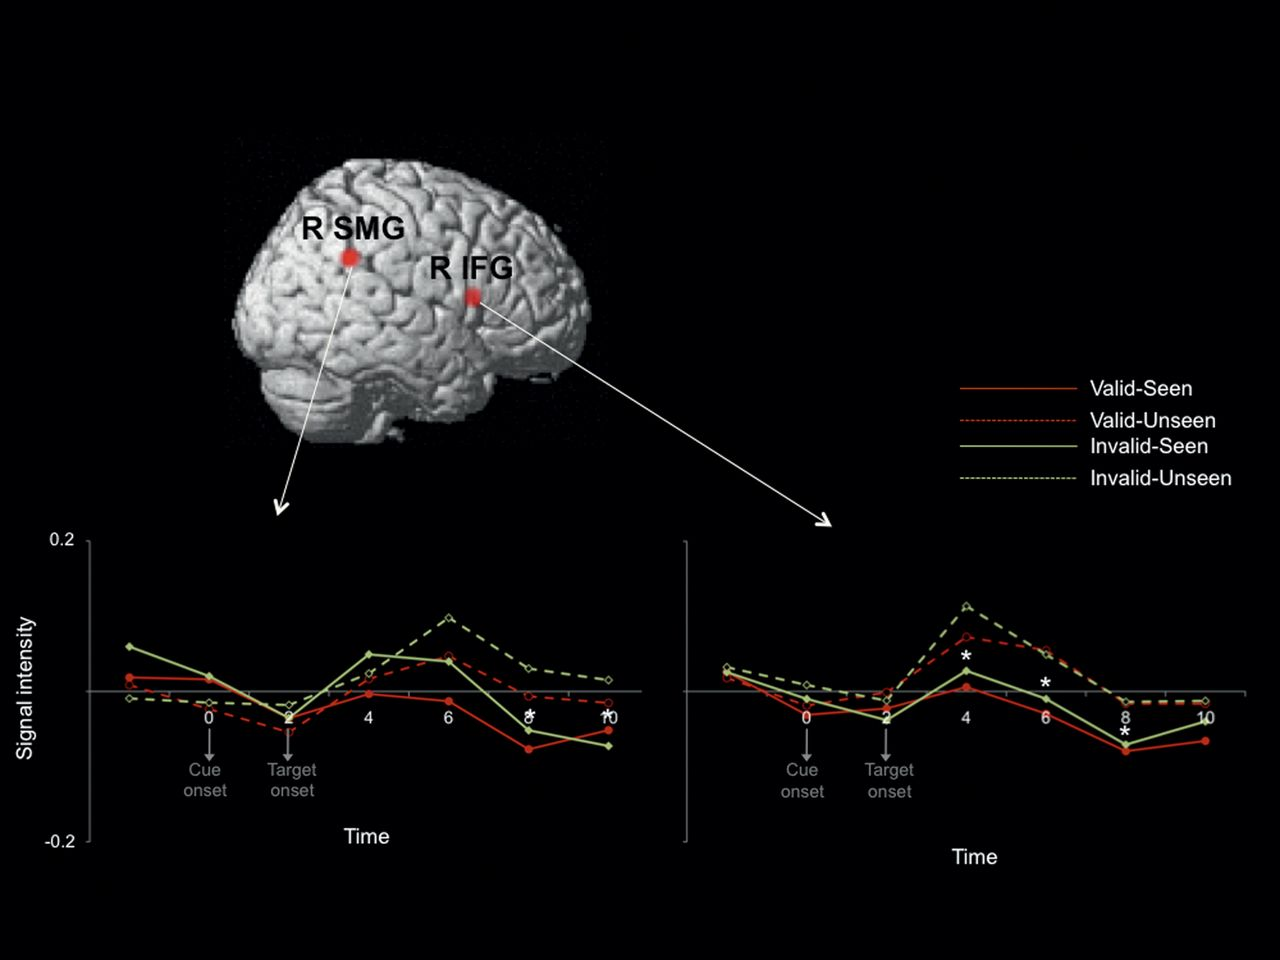 R SMG
R IFG
Valid-Seen
Valid-Unseen
Invalid-Seen
Invalid-Unseen
0.2
Signal intensity
-0.2
0 2 4 6 8 10
* *
Cue onset
Target onset
Time
* * *
0 2 4 6 8 10
Cue onset
Target onset
Time